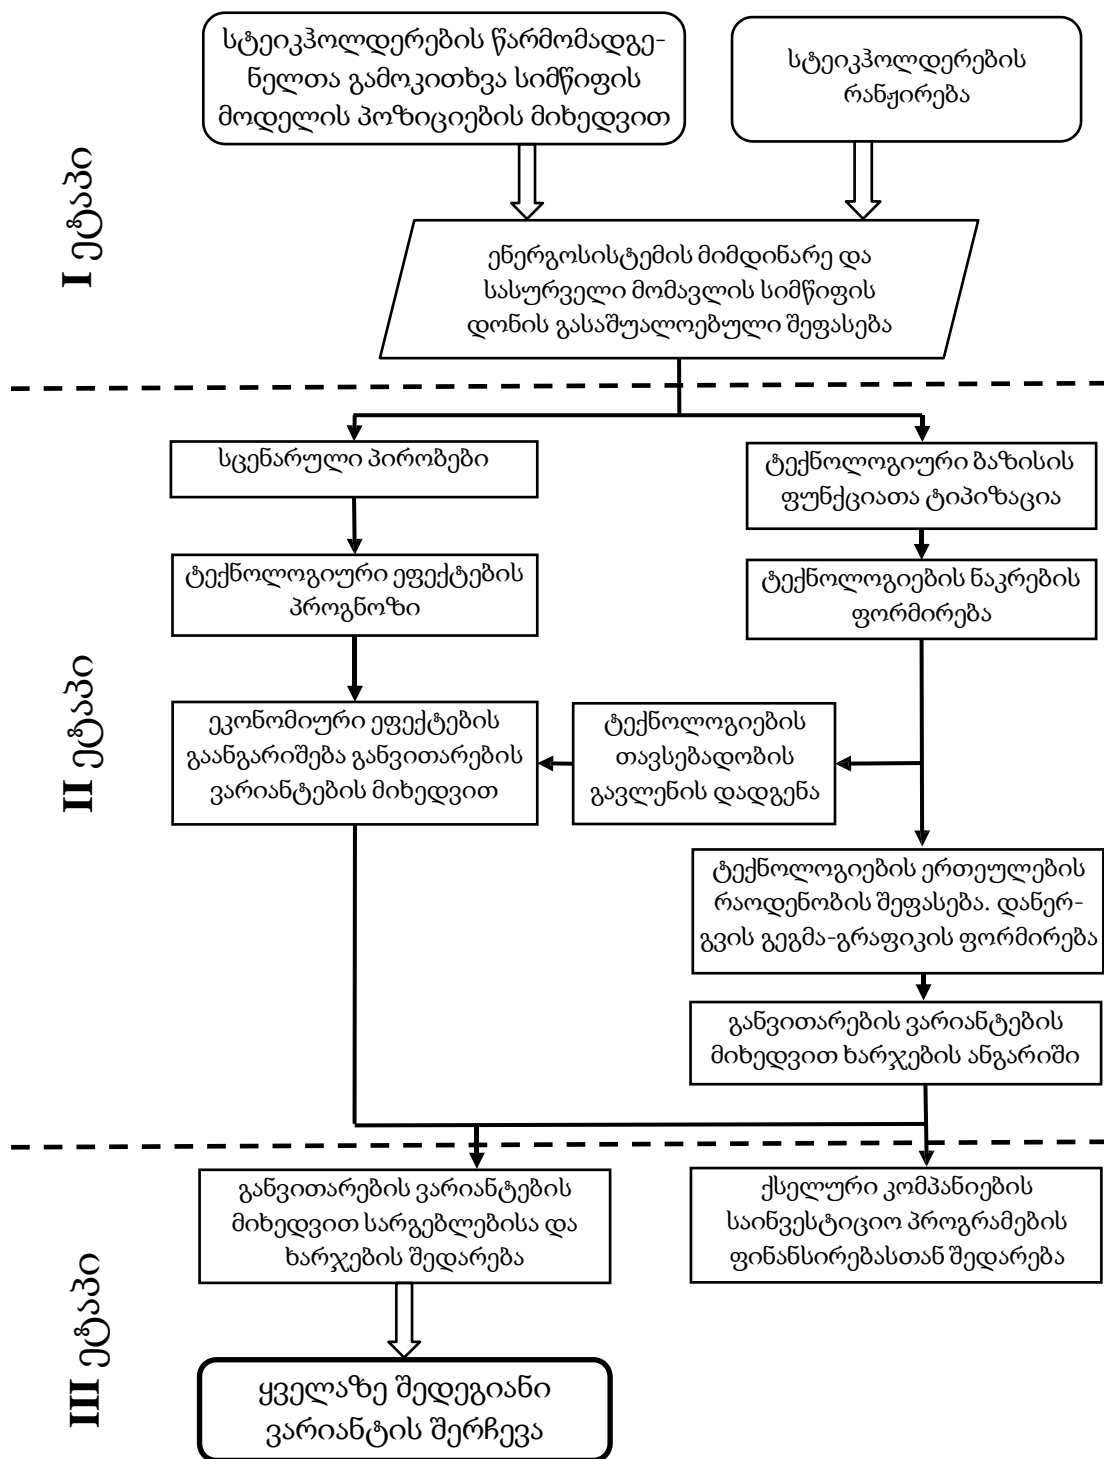 I ეტაპი
სტეიკჰოლდერების წარმომადგე-
ნელთა გამოკითხვა სიმწიფის
მოდელის პოზიციების მიხედვით
სტეიკჰოლდერების
რანჟირება
ენერგოსისტემის მიმდინარე და
სასურველი მომავლის სიმწიფის
დონის გასაშუალოებული შეფასება
II ეტაპი
სცენარული პირობები
ტექნოლოგიური ბაზისის
ფუნქციათა ტიპიზაცია
ტექნოლოგიური ეფექტების
პროგნოზი
ტექნოლოგიების ნაკრების
ფორმირება
ეკონომიური ეფექტების
გაანგარიშება განვითარების
ვარიანტების მიხედვით
ტექნოლოგიების
თავსებადობის
გავლენის დადგენა
ტექნოლოგიების ერთეულების
რაოდენობის შეფასება. დანერ-
გვის გეგმა-გრაფიკის ფორმირება
განვითარების ვარიანტების
მიხედვით ხარჯების ანგარიში
III ეტაპი
განვითარების ვარიანტების
მიხედვით სარგებლებისა და
ხარჯების შედარება
ქსელური კომპანიების
საინვესტიციო პროგრამების
ფინანსირებასთან შედარება
ყველაზე შედეგიანი
ვარიანტის შერჩევა